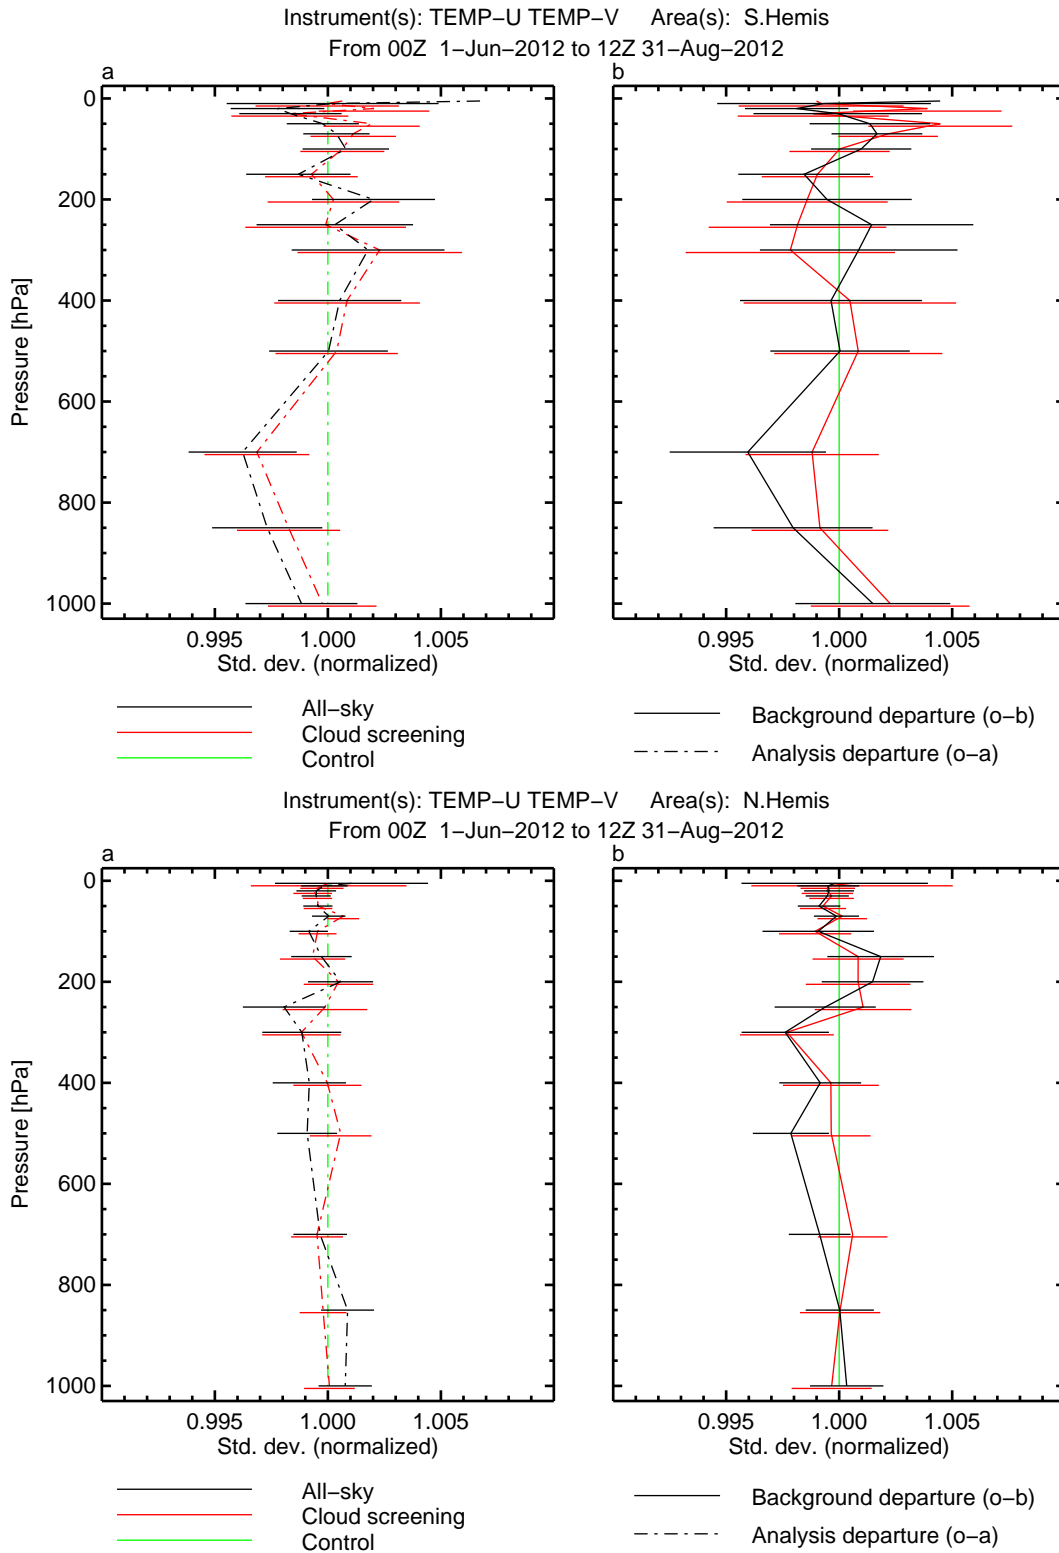 Instrument(s): TEMP−U TEMP−V Area(s): S.Hemis
From 00Z 1−Jun−2012 to 12Z 31−Aug−2012
a b
0
200
400
600
800
1000
Pressure [hPa]
0.995 1.000 1.005 0.995 1.000 1.005
Std. dev. (normalized) Std. dev. (normalized)
All−sky
Cloud screening
Control
Background departure (o−b)
Analysis departure (o−a)
Instrument(s): TEMP−U TEMP−V Area(s): N.Hemis
From 00Z 1−Jun−2012 to 12Z 31−Aug−2012
a b
0
200
400
600
800
1000
Pressure [hPa]
0.995 1.000 1.005 0.995 1.000 1.005
Std. dev. (normalized) Std. dev. (normalized)
All−sky
Cloud screening
Control
Background departure (o−b)
Analysis departure (o−a)